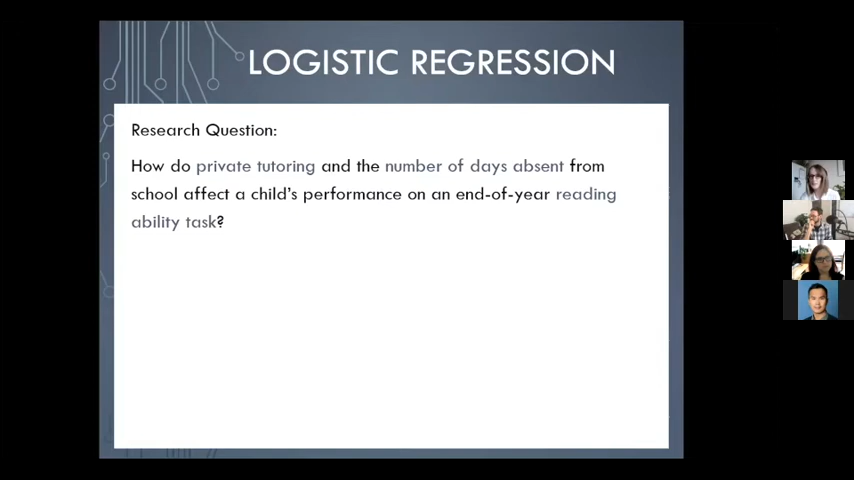 LOGISTIC REGRESSION
Research Question:
How do private tutoring and the number of days absent from
school affect a child's performance on an end-of-year reading
ability task?